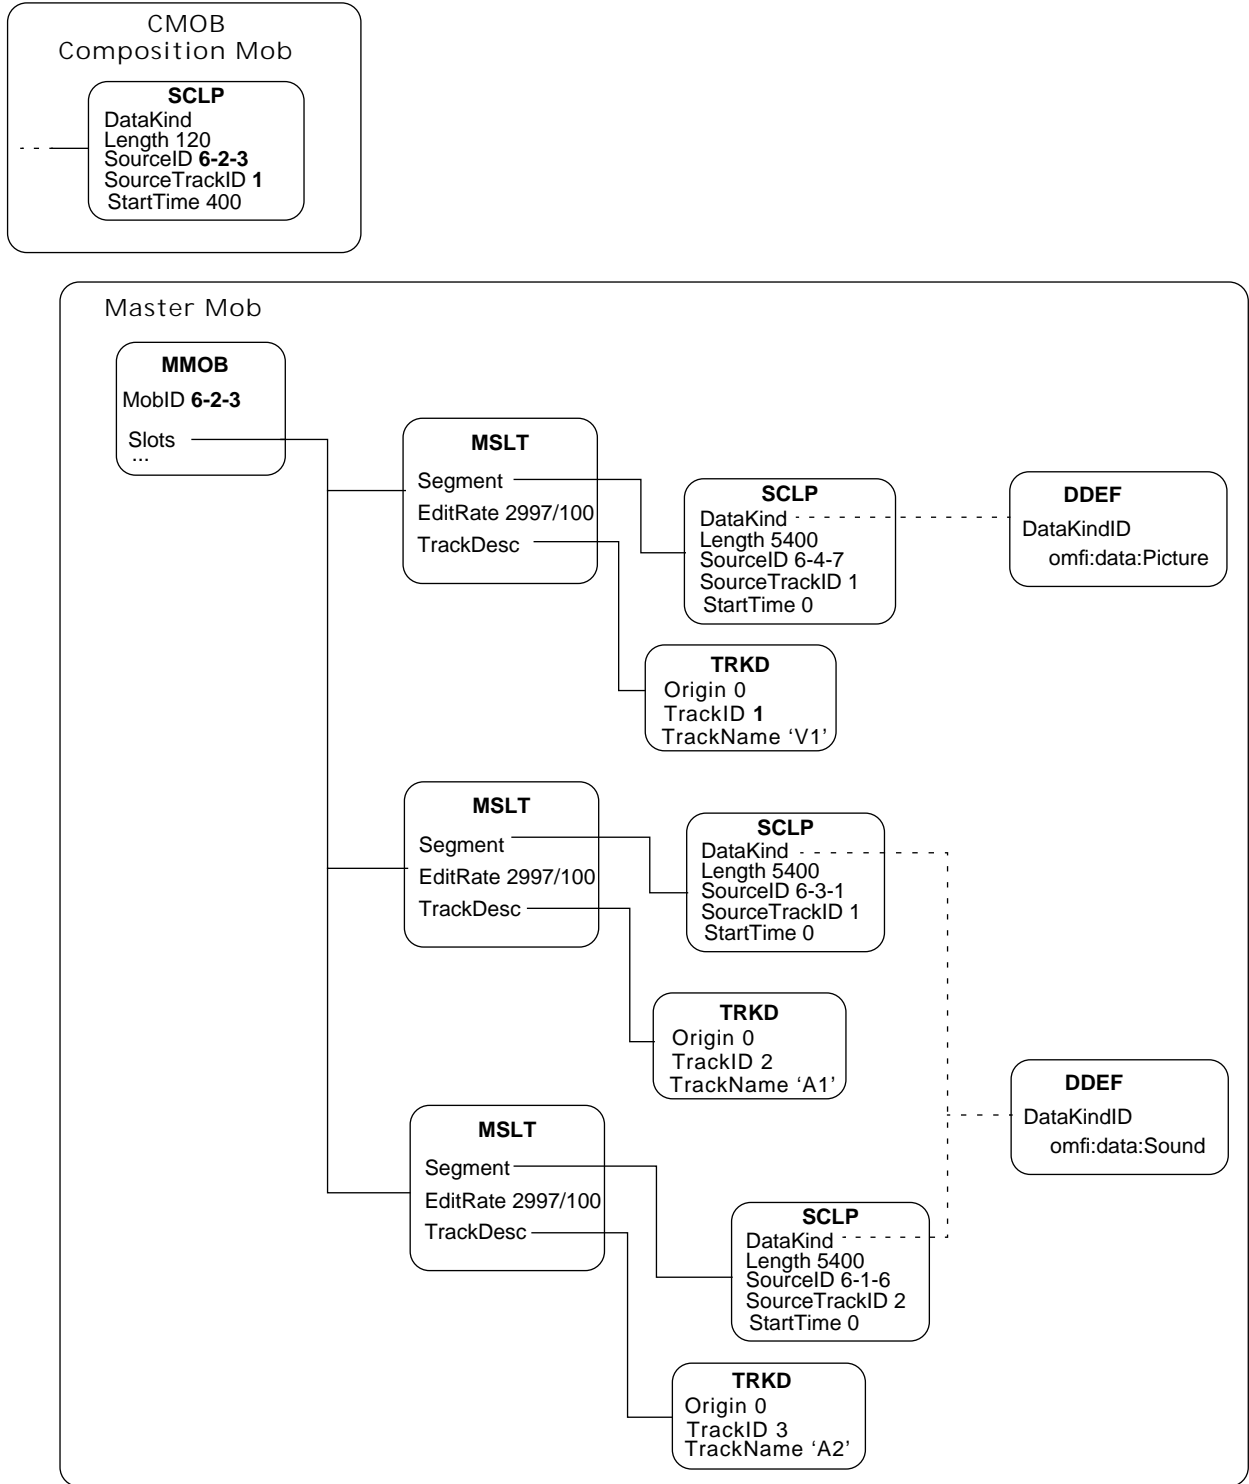 CMOB
Composition Mob
SCLP
DataKind
Length 120
SourceID 6-2-3
SourceTrackID 1
StartTime 400
Master Mob
MMOB
MobID 6-2-3
Slots
...
MSLT
Segment
EditRate 2997/100
TrackDesc
SCLP
DataKind
Length 5400
SourceID 6-4-7
SourceTrackID 1
StartTime 0
DDEF
DataKindID
omfi:data:Picture
TRKD
Origin 0
TrackID 1
TrackName ‘V1’
MSLT
Segment
EditRate 2997/100
TrackDesc
SCLP
DataKind
Length 5400
SourceID 6-3-1
SourceTrackID 1
StartTime 0
TRKD
Origin 0
TrackID 2
TrackName ‘A1’
DDEF
DataKindID
omfi:data:Sound
MSLT
Segment
EditRate 2997/100
TrackDesc
SCLP
DataKind
Length 5400
SourceID 6-1-6
SourceTrackID 2
StartTime 0
TRKD
Origin 0
TrackID 3
TrackName ‘A2’